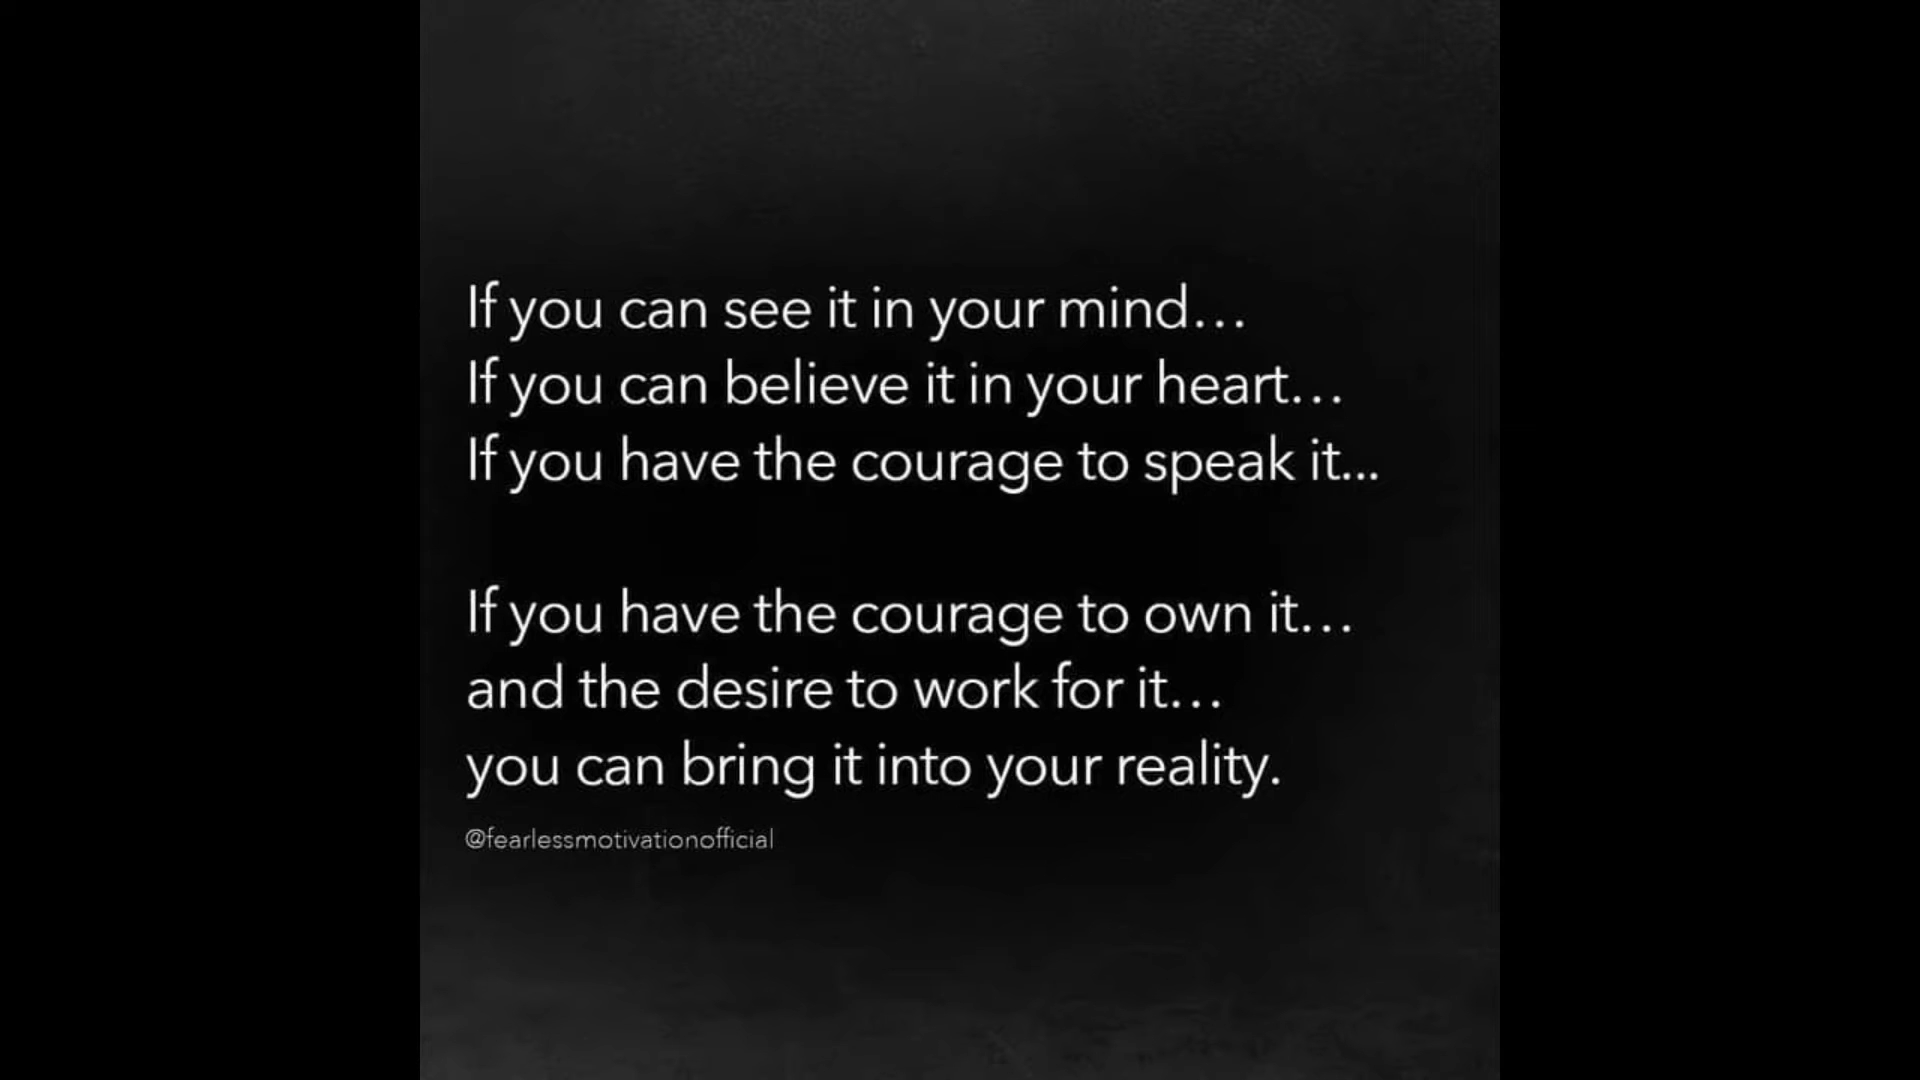 If you can see it in your mind…
If you can believe it in your heart…
If you have the courage to speak it...
If you have the courage to own it…
and the desire to work for it…
you can bring it into your reality.
@fearlessmotivationofficial